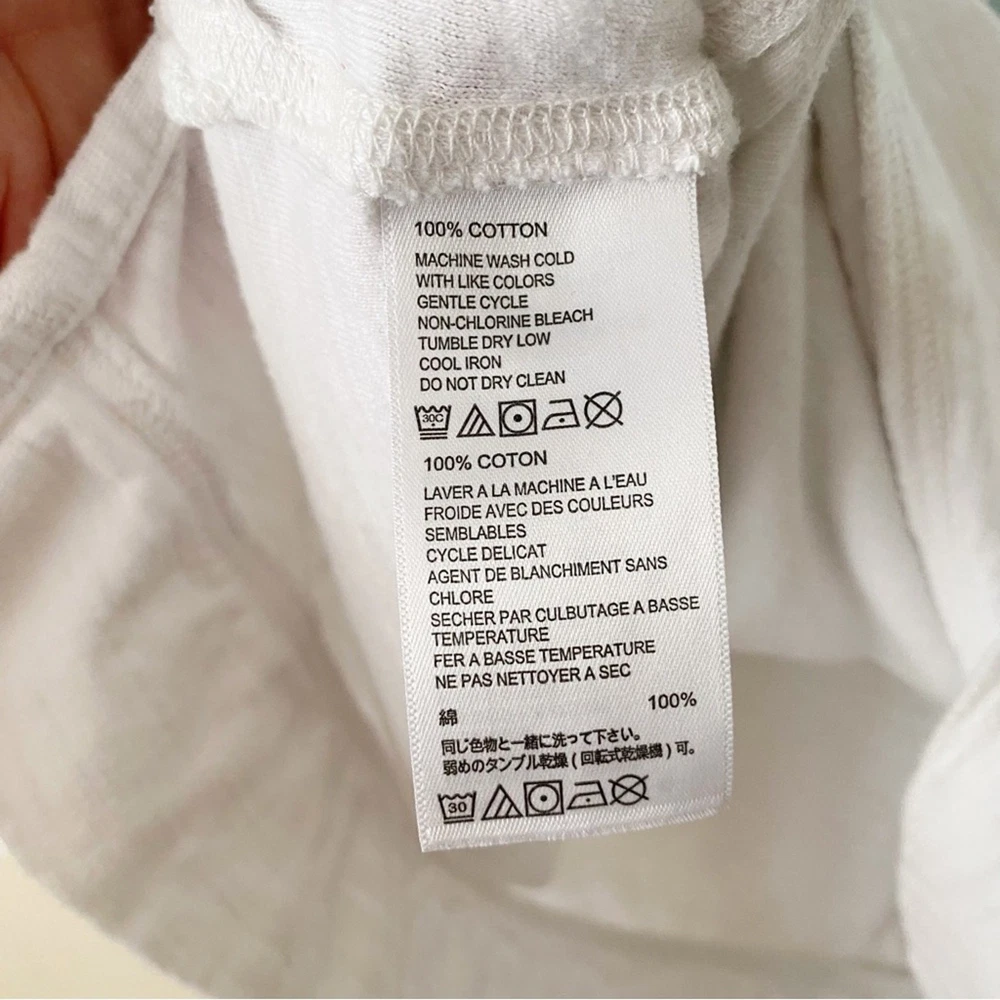 100% COTTON
MACHINE WASH COLD
WITH LIKE COLORS
GENTLE CYCLE
NON-CHLORINE BLEACH
TUMBLE DRY LOW
COOL IRON
DO NOT DRY CLEAN
30C
100% COTON
LAVER A LA MACHINE A L'EAU
FROIDE AVEC DES COULEURS
SEMBLABLES
CYCLE DELICAT
AGENT DE BLANCHIMENT SANS
CHLORE
SECHER PAR CULBUTAGE A BASSE
TEMPERATURE
FER A BASSE TEMPERATURE
NE PAS NETTOYER A SEC
綿 100%
同じ色物と一緒に洗って下さい。
弱めのタンブル乾燥 ( 回転式乾燥機 ) 可。
30